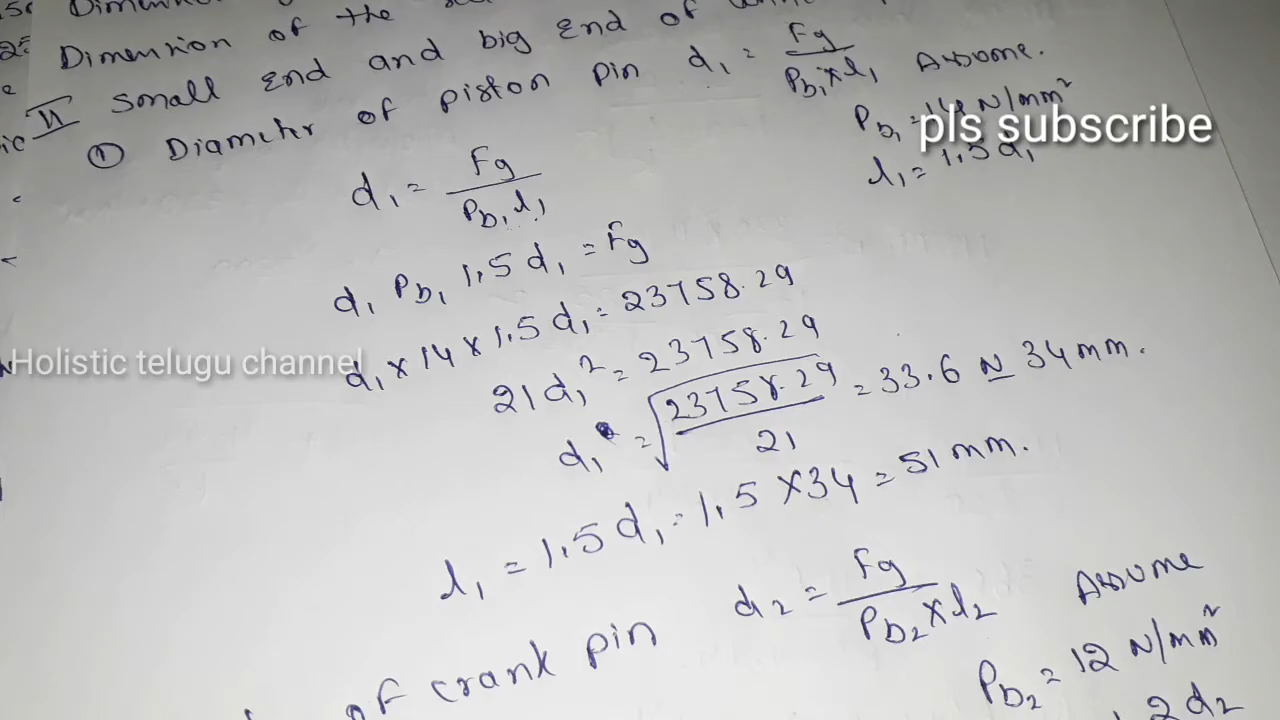 Dimension
Dimension of the
II small end and big end of
① Diameter of piston pin d₁ = Fg / (Pb₁ × l₁) Assume.
Pb₁ = 14 N/mm²
pls subscribe
l₁ = 1.5 d₁
d₁ = Fg / (Pb₁ l₁)
d₁ Pb₁ 1.5 d₁ = Fg
d₁ × 14 × 1.5 d₁ = 23758.29
Holistic telugu channel
21 d₁² = 23758.29
d₁ = √(23758.29 / 21) = 33.6 ≃ 34 mm.
l₁ = 1.5 d₁ = 1.5 × 34 = 51 mm.
of crank pin d₂ = Fg / (Pb₂ × l₂) Assume
Pb₂ = 12 N/mm²
2 d₂